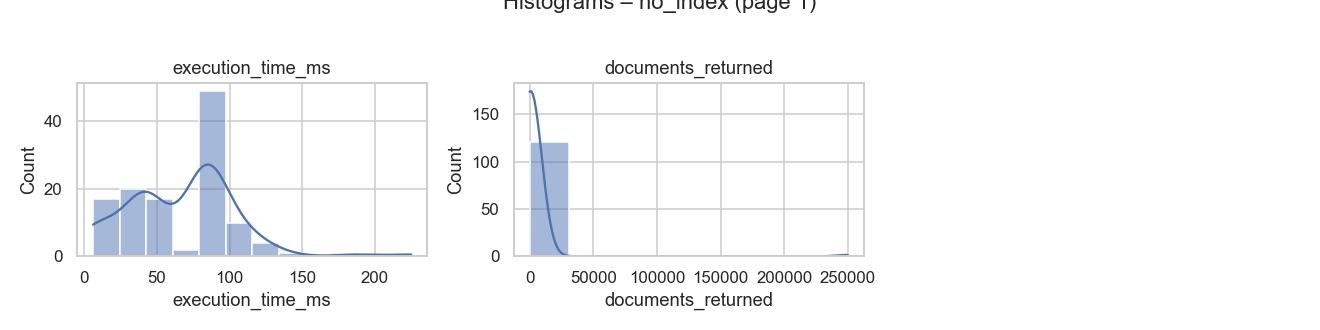 Histograms – no_index (page 1)
execution_time_ms
documents_returned
Count
40
20
0
0 50 100 150 200
execution_time_ms
Count
150
100
50
0
0 50000 100000 150000 200000 250000
documents_returned